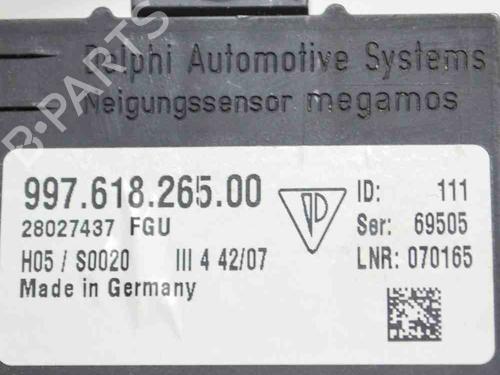 Delphi Automotive Systems
Neigungssensor megamos
B-PARTS
997.618.265.00
ID: 111
28027437 FGU
Ser: 69505
H05 / S0020 III 4 42/07
LNR: 070165
Made in Germany